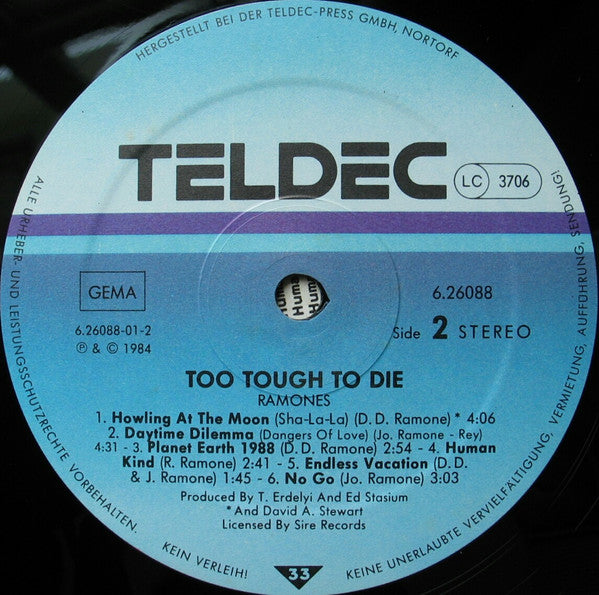 HERGESTELLT BEI DER TELDEC-PRESS GMBH, NORTORF
TELDEC
LC 3706
GEMA
6.26088-01-2
℗ & © 1984
6.26088
Side 2 STEREO
TOO TOUGH TO DIE
RAMONES
1. Howling At The Moon (Sha-La-La) (D.D. Ramone) * 4:06
2. Daytime Dilemma (Dangers Of Love) (Jo. Ramone - Rey)
4:31 - 3. Planet Earth 1988 (D.D. Ramone) 2:54 - 4. Human
Kind (R. Ramone) 2:41 - 5. Endless Vacation (D.D.
& J. Ramone) 1:45 - 6. No Go (Jo. Ramone) 3:03
Produced By T. Erdelyi And Ed Stasium
*And David A. Stewart
Licensed By Sire Records
33
ALLE URHEBER- UND LEISTUNGSSCHUTZRECHTE VORBEHALTEN.
KEIN VERLEIH!
KEINE UNERLAUBTE VERVIELFÄLTIGUNG, VERMIETUNG, AUFFÜHRUNG, SENDUNG!
Huma
Human
Hum